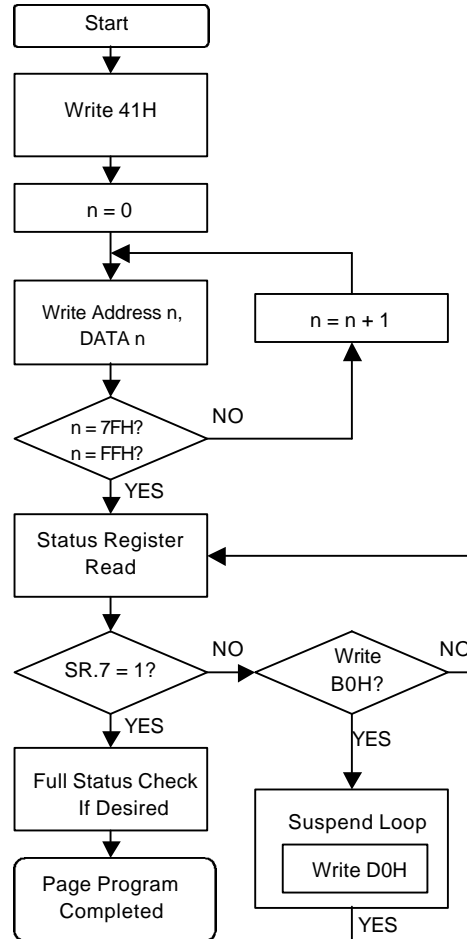 Start
Write 41H
n = 0
Write Address n,
DATA n
n = n + 1
n = 7FH?
n = FFH?
NO
YES
Status Register
Read
SR.7 = 1?
NO
Write
B0H?
NO
YES
YES
Full Status Check
If Desired
Suspend Loop
Write D0H
Page Program
Completed
YES